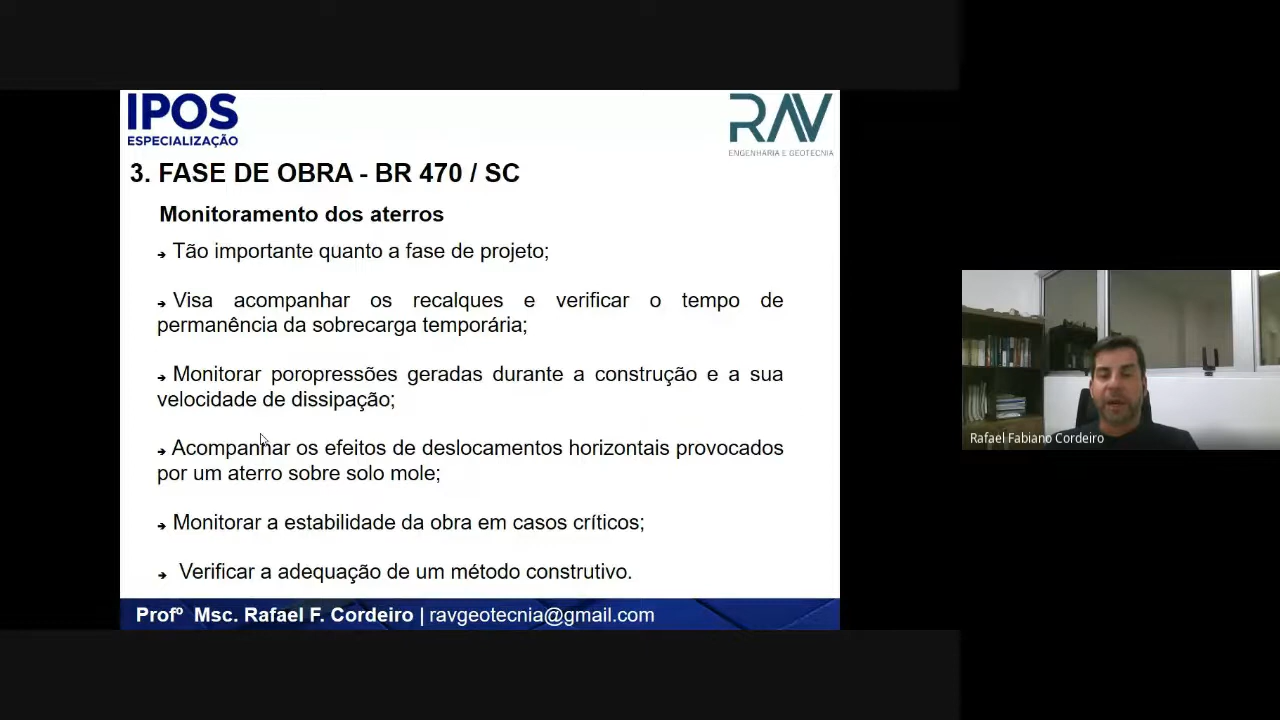 IPOS
ESPECIALIZAÇÃO
RAV
ENGENHARIA E GEOTECNIA
3. FASE DE OBRA - BR 470 / SC
Monitoramento dos aterros
➔ Tão importante quanto a fase de projeto;
➔ Visa acompanhar os recalques e verificar o tempo de
permanência da sobrecarga temporária;
➔ Monitorar poropressões geradas durante a construção e a sua
velocidade de dissipação;
➔ Acompanhar os efeitos de deslocamentos horizontais provocados
por um aterro sobre solo mole;
➔ Monitorar a estabilidade da obra em casos críticos;
➔ Verificar a adequação de um método construtivo.
Profº Msc. Rafael F. Cordeiro | ravgeotecnia@gmail.com
Rafael Fabiano Cordeiro